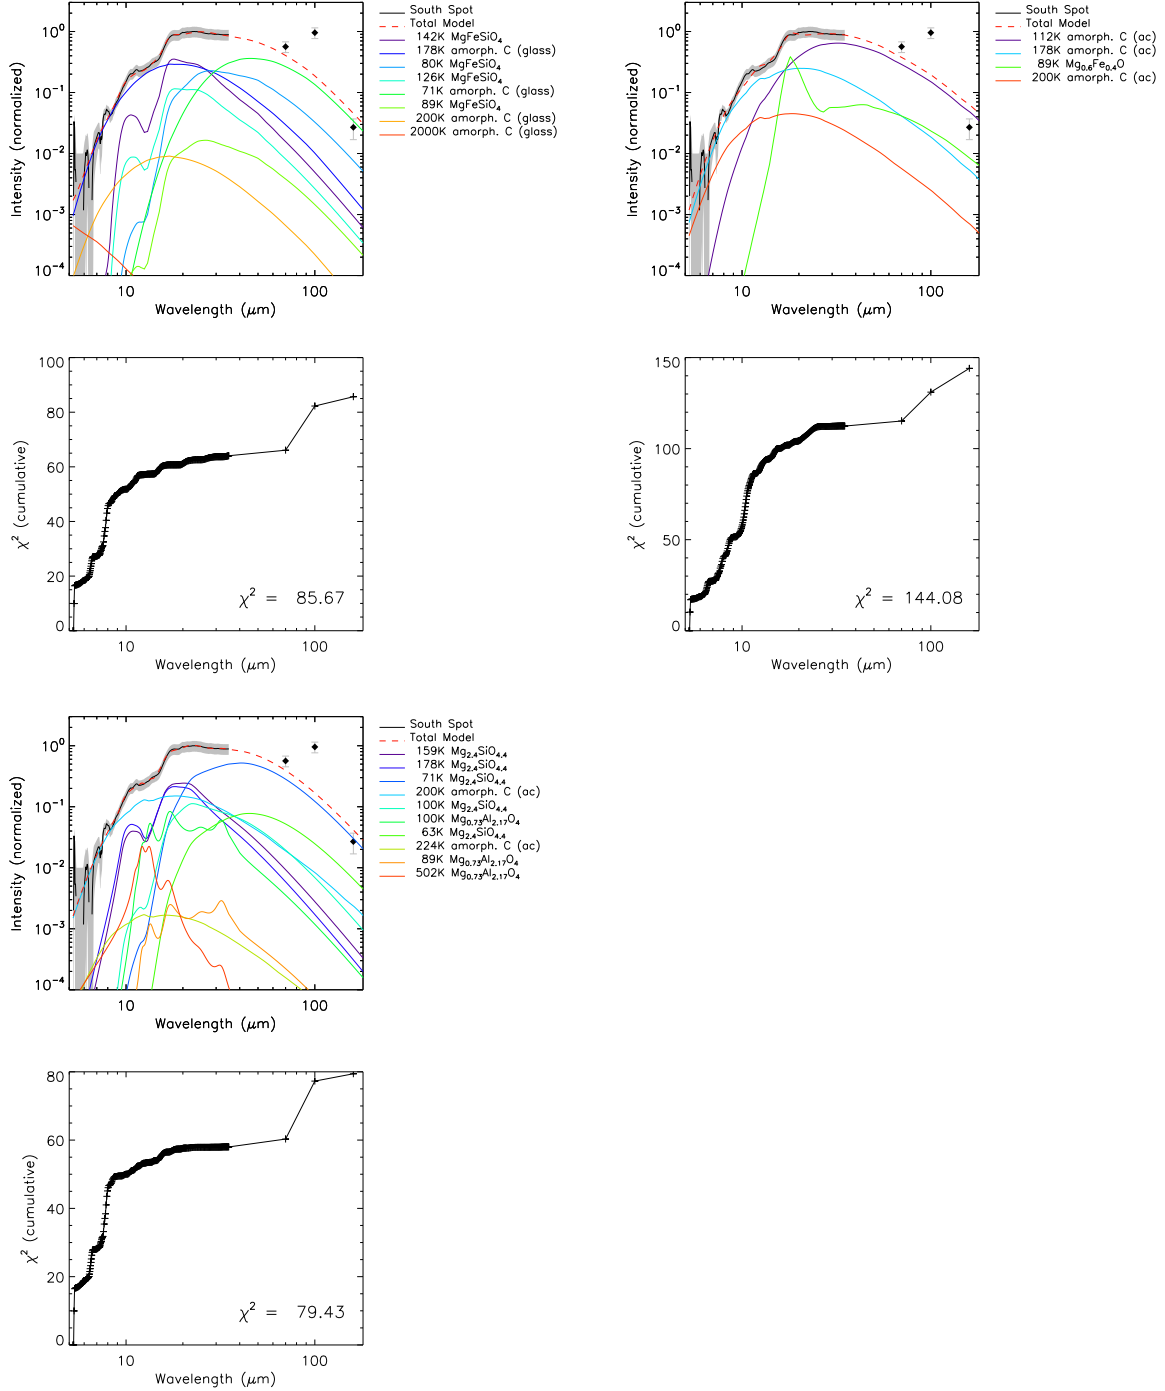 South Spot
Total Model
142K MgFeSiO₄
178K amorph. C (glass)
80K MgFeSiO₄
126K MgFeSiO₄
71K amorph. C (glass)
89K MgFeSiO₄
200K amorph. C (glass)
2000K amorph. C (glass)
Intensity (normalized)
10⁰
10⁻¹
10⁻²
10⁻³
10⁻⁴
10 100
Wavelength (μm)
South Spot
Total Model
112K amorph. C (ac)
178K amorph. C (ac)
89K Mg₀.₆Fe₀.₄O
200K amorph. C (ac)
Intensity (normalized)
10⁰
10⁻¹
10⁻²
10⁻³
10⁻⁴
10 100
Wavelength (μm)
χ² (cumulative)
100
80
60
40
20
0
χ² = 85.67
10 100
Wavelength (μm)
χ² (cumulative)
150
100
50
0
χ² = 144.08
10 100
Wavelength (μm)
South Spot
Total Model
159K Mg₂.₄SiO₄.₄
178K Mg₂.₄SiO₄.₄
71K Mg₂.₄SiO₄.₄
200K amorph. C (ac)
100K Mg₂.₄SiO₄.₄
100K Mg₀.₇₃Al₂.₁₇O₄
63K Mg₂.₄SiO₄.₄
224K amorph. C (ac)
89K Mg₀.₇₃Al₂.₁₇O₄
502K Mg₀.₇₃Al₂.₁₇O₄
Intensity (normalized)
10⁰
10⁻¹
10⁻²
10⁻³
10⁻⁴
10 100
Wavelength (μm)
χ² (cumulative)
80
60
40
20
0
χ² = 79.43
10 100
Wavelength (μm)